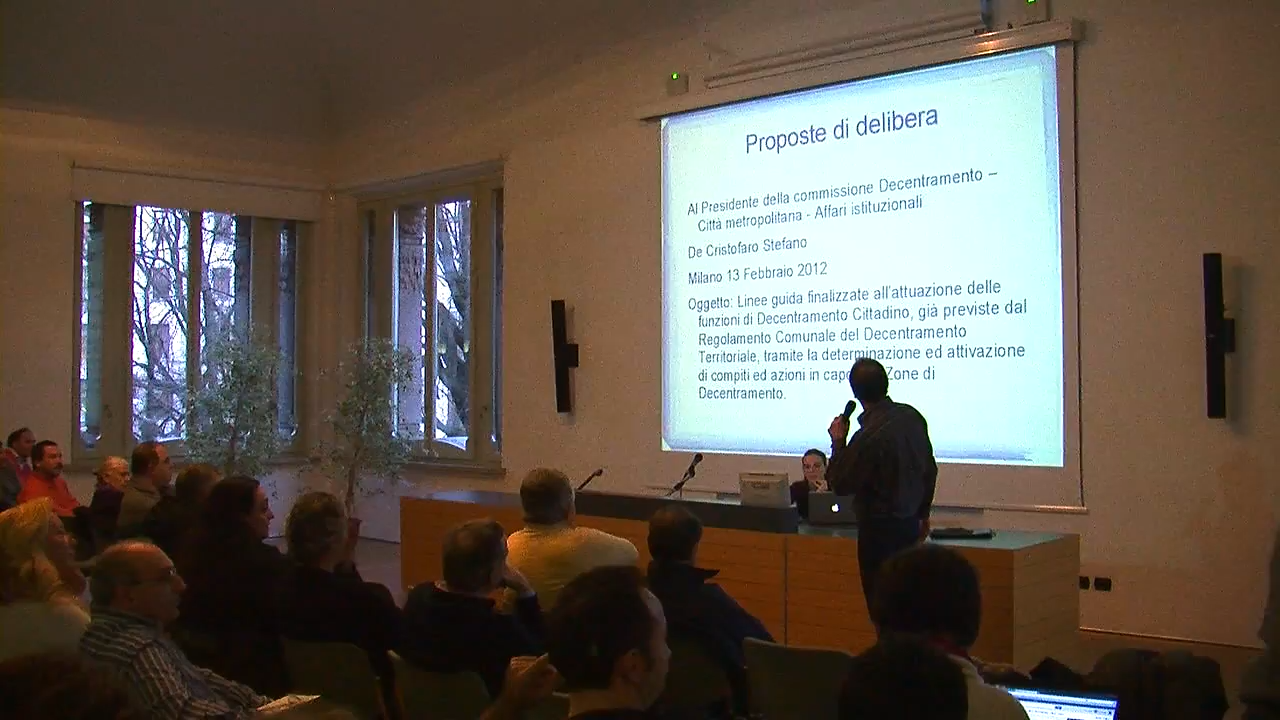 Proposte di delibera
Al Presidente della commissione Decentramento –
Città metropolitana - Affari istituzionali
De Cristofaro Stefano
Milano 13 Febbraio 2012
Oggetto: Linee guida finalizzate all'attuazione delle
funzioni di Decentramento Cittadino, già previste dal
Regolamento Comunale del Decentramento
Territoriale, tramite la determinazione ed attivazione
di compiti ed azioni in capo Zone di
Decentramento.